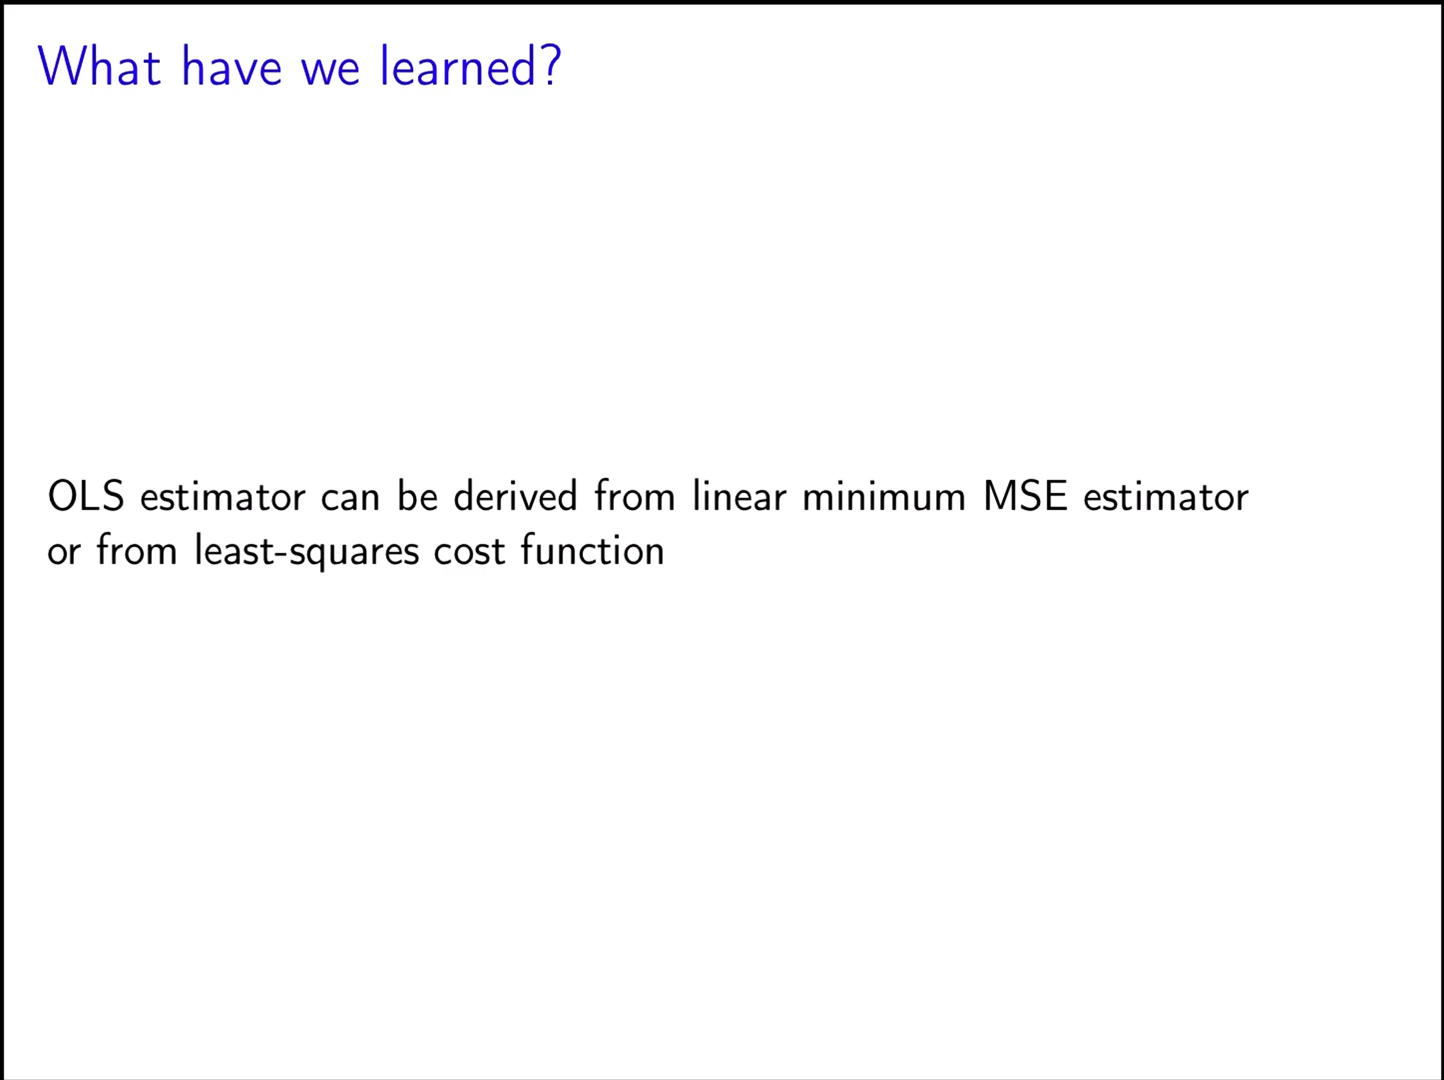 What have we learned?
OLS estimator can be derived from linear minimum MSE estimator
or from least-squares cost function